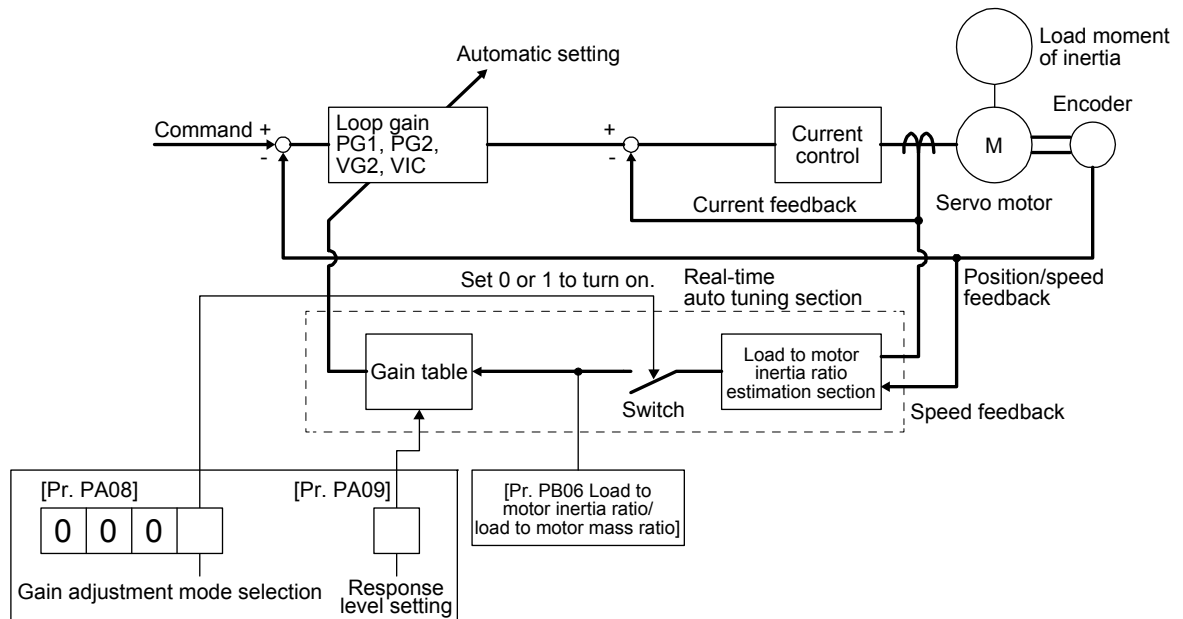 Automatic setting
Load moment
of inertia
Encoder
Command
+
-
Loop gain
PG1, PG2,
VG2, VIC
+
-
Current
control
M
Servo motor
Current feedback
Set 0 or 1 to turn on.
Real-time
auto tuning section
Position/speed
feedback
Gain table
Switch
Load to motor
inertia ratio
estimation section
Speed feedback
[Pr. PA08]
0 0 0
Gain adjustment mode selection
[Pr. PA09]
Response
level setting
[Pr. PB06 Load to
motor inertia ratio/
load to motor mass ratio]